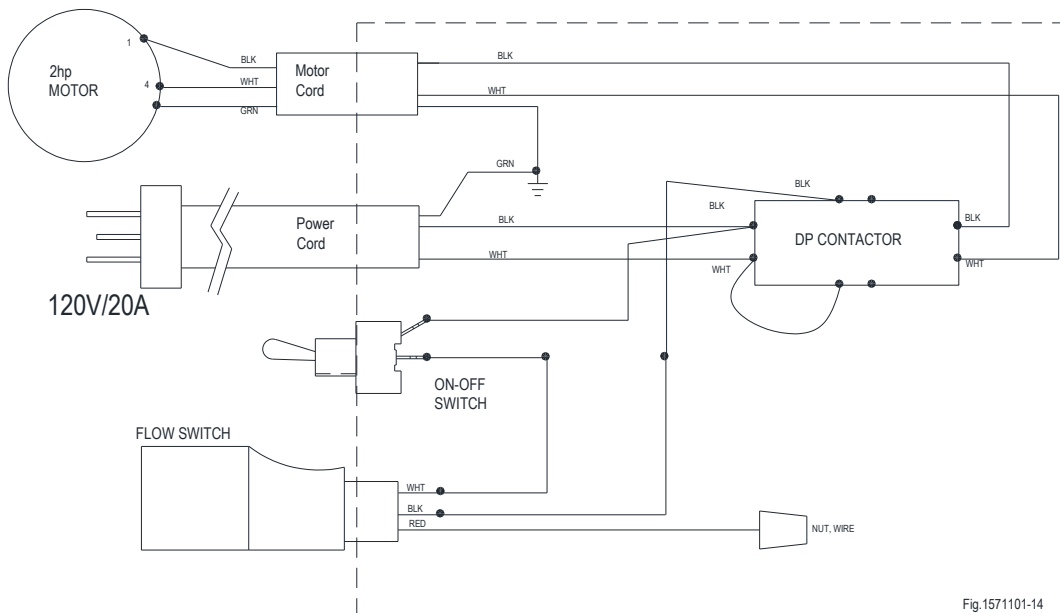 1
2hp
MOTOR
4
BLK
WHT
GRN
Motor
Cord
BLK
WHT
GRN
Power
Cord
BLK
WHT
BLK
BLK
WHT
DP CONTACTOR
BLK
WHT
120V/20A
ON-OFF
SWITCH
FLOW SWITCH
WHT
BLK
RED
NUT, WIRE
Fig.1571101-14